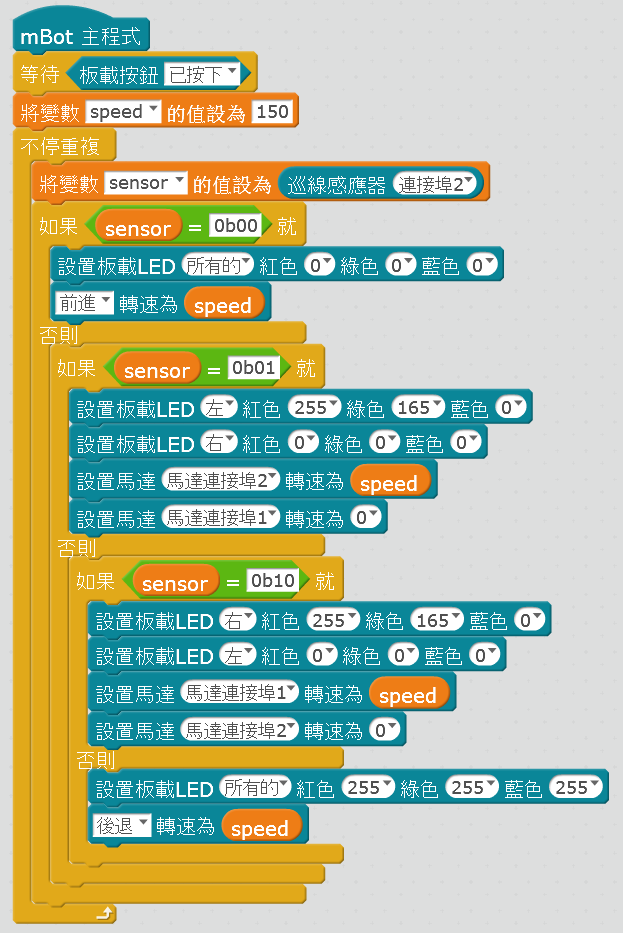 mBot 主程式
等待 板載按鈕 已按下
將變數 speed 的值設為 150
不停重複
將變數 sensor 的值設為 巡線感應器 連接埠2
如果 sensor = 0b00 就
設置板載LED 所有的 紅色 0 綠色 0 藍色 0
前進 轉速為 speed
否則
如果 sensor = 0b01 就
設置板載LED 左 紅色 255 綠色 165 藍色 0
設置板載LED 右 紅色 0 綠色 0 藍色 0
設置馬達 馬達連接埠2 轉速為 speed
設置馬達 馬達連接埠1 轉速為 0
否則
如果 sensor = 0b10 就
設置板載LED 右 紅色 255 綠色 165 藍色 0
設置板載LED 左 紅色 0 綠色 0 藍色 0
設置馬達 馬達連接埠1 轉速為 speed
設置馬達 馬達連接埠2 轉速為 0
否則
設置板載LED 所有的 紅色 255 綠色 255 藍色 255
後退 轉速為 speed